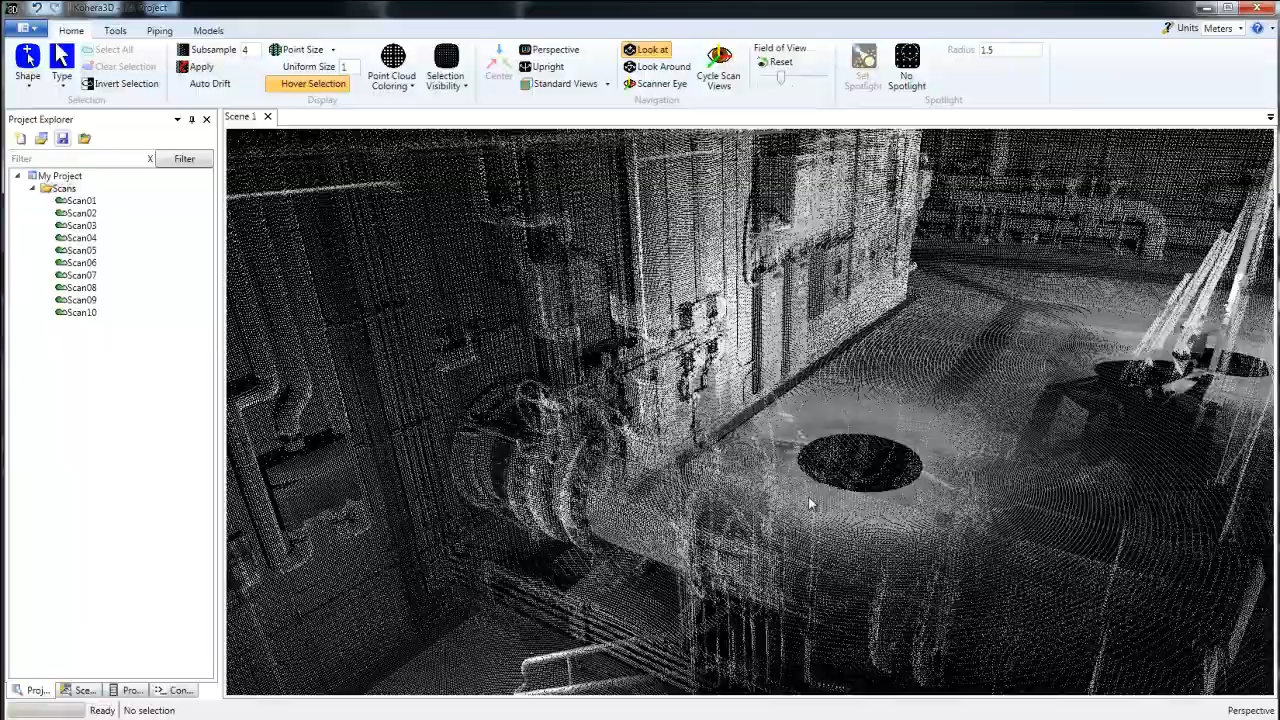 Kohera3D - My Project
Home Tools Piping Models
Units Meters
Shape
Type
Select All
Clear Selection
Invert Selection
Selection
Subsample 4
Apply
Auto Drift
Point Size
Uniform Size 1
Hover Selection
Point Cloud Coloring
Selection Visibility
Display
Center
Perspective
Upright
Standard Views
Look at
Look Around
Scanner Eye
Cycle Scan Views
Navigation
Field of View...
Reset
Set Spotlight
No Spotlight
Radius 1.5
Spotlight
Project Explorer
Filter X Filter
My Project
Scans
Scan01
Scan02
Scan03
Scan04
Scan05
Scan06
Scan07
Scan08
Scan09
Scan10
Scene 1
Proj... Sce... Pro... Con...
Ready No selection
Perspective